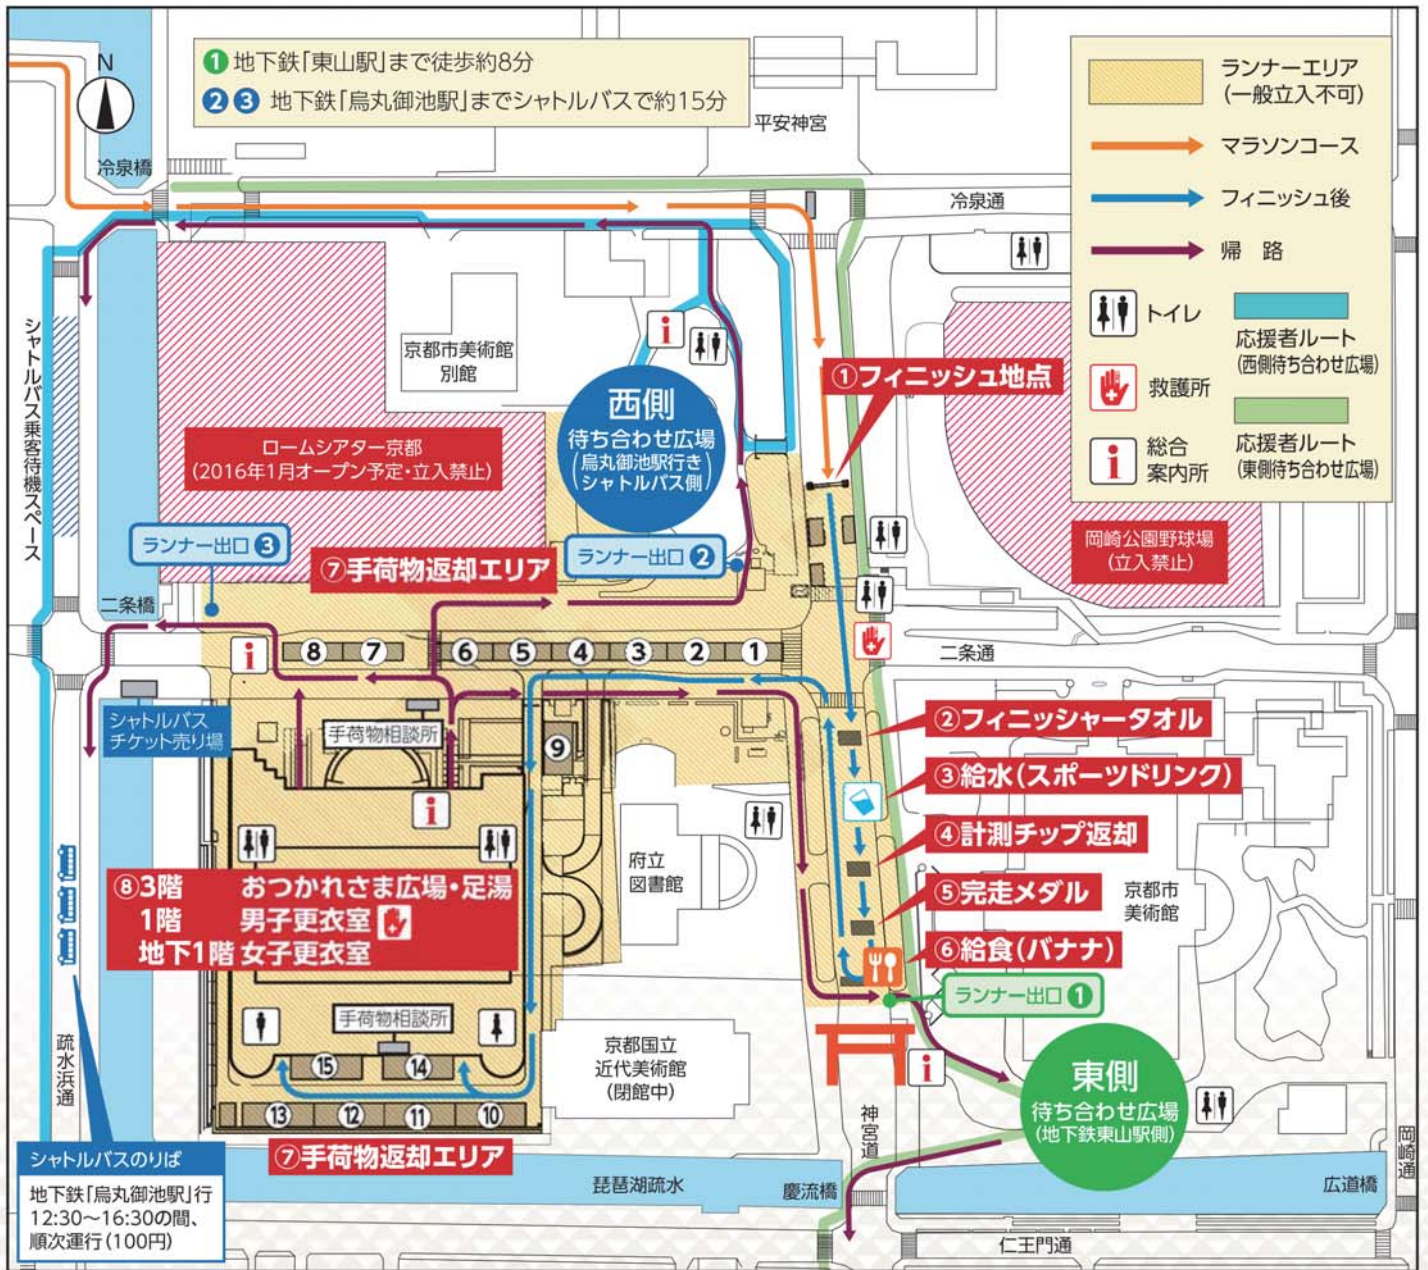 N
冷泉橋
❶地下鉄「東山駅」まで徒歩約8分
❷❸ 地下鉄「烏丸御池駅」までシャトルバスで約15分
平安神宮
冷泉通
ランナーエリア
(一般立入不可)
マラソンコース
フィニッシュ後
帰 路
トイレ
救護所
i
総合
案内所
応援者ルート
(西側待ち合わせ広場)
応援者ルート
(東側待ち合わせ広場)
シャトルバス乗客待機スペース
京都市美術館
別館
i
西側
待ち合わせ広場
(烏丸御池駅行き
シャトルバス側)
①フィニッシュ地点
ロームシアター京都
(2016年1月オープン予定・立入禁止)
岡崎公園野球場
(立入禁止)
ランナー出口❸
⑦手荷物返却エリア
ランナー出口❷
二条橋
i
⑧
⑦
⑥
⑤
④
③
②
①
二条通
シャトルバス
チケット売り場
手荷物相談所
⑨
i
②フィニッシャータオル
③給水(スポーツドリンク)
④計測チップ返却
⑤完走メダル
⑥給食(バナナ)
ランナー出口❶
府立
図書館
京都市
美術館
⑧3階 おつかれさま広場・足湯
1階 男子更衣室
地下1階 女子更衣室
手荷物相談所
⑮
⑭
⑬
⑫
⑪
⑩
⑦手荷物返却エリア
京都国立
近代美術館
(閉館中)
i
東側
待ち合わせ広場
(地下鉄東山駅側)
疏水浜通
神宮道
岡崎通
シャトルバスのりば
地下鉄「烏丸御池駅」行
12:30~16:30の間、
順次運行(100円)
琵琶湖疏水
慶流橋
広道橋
仁王門通